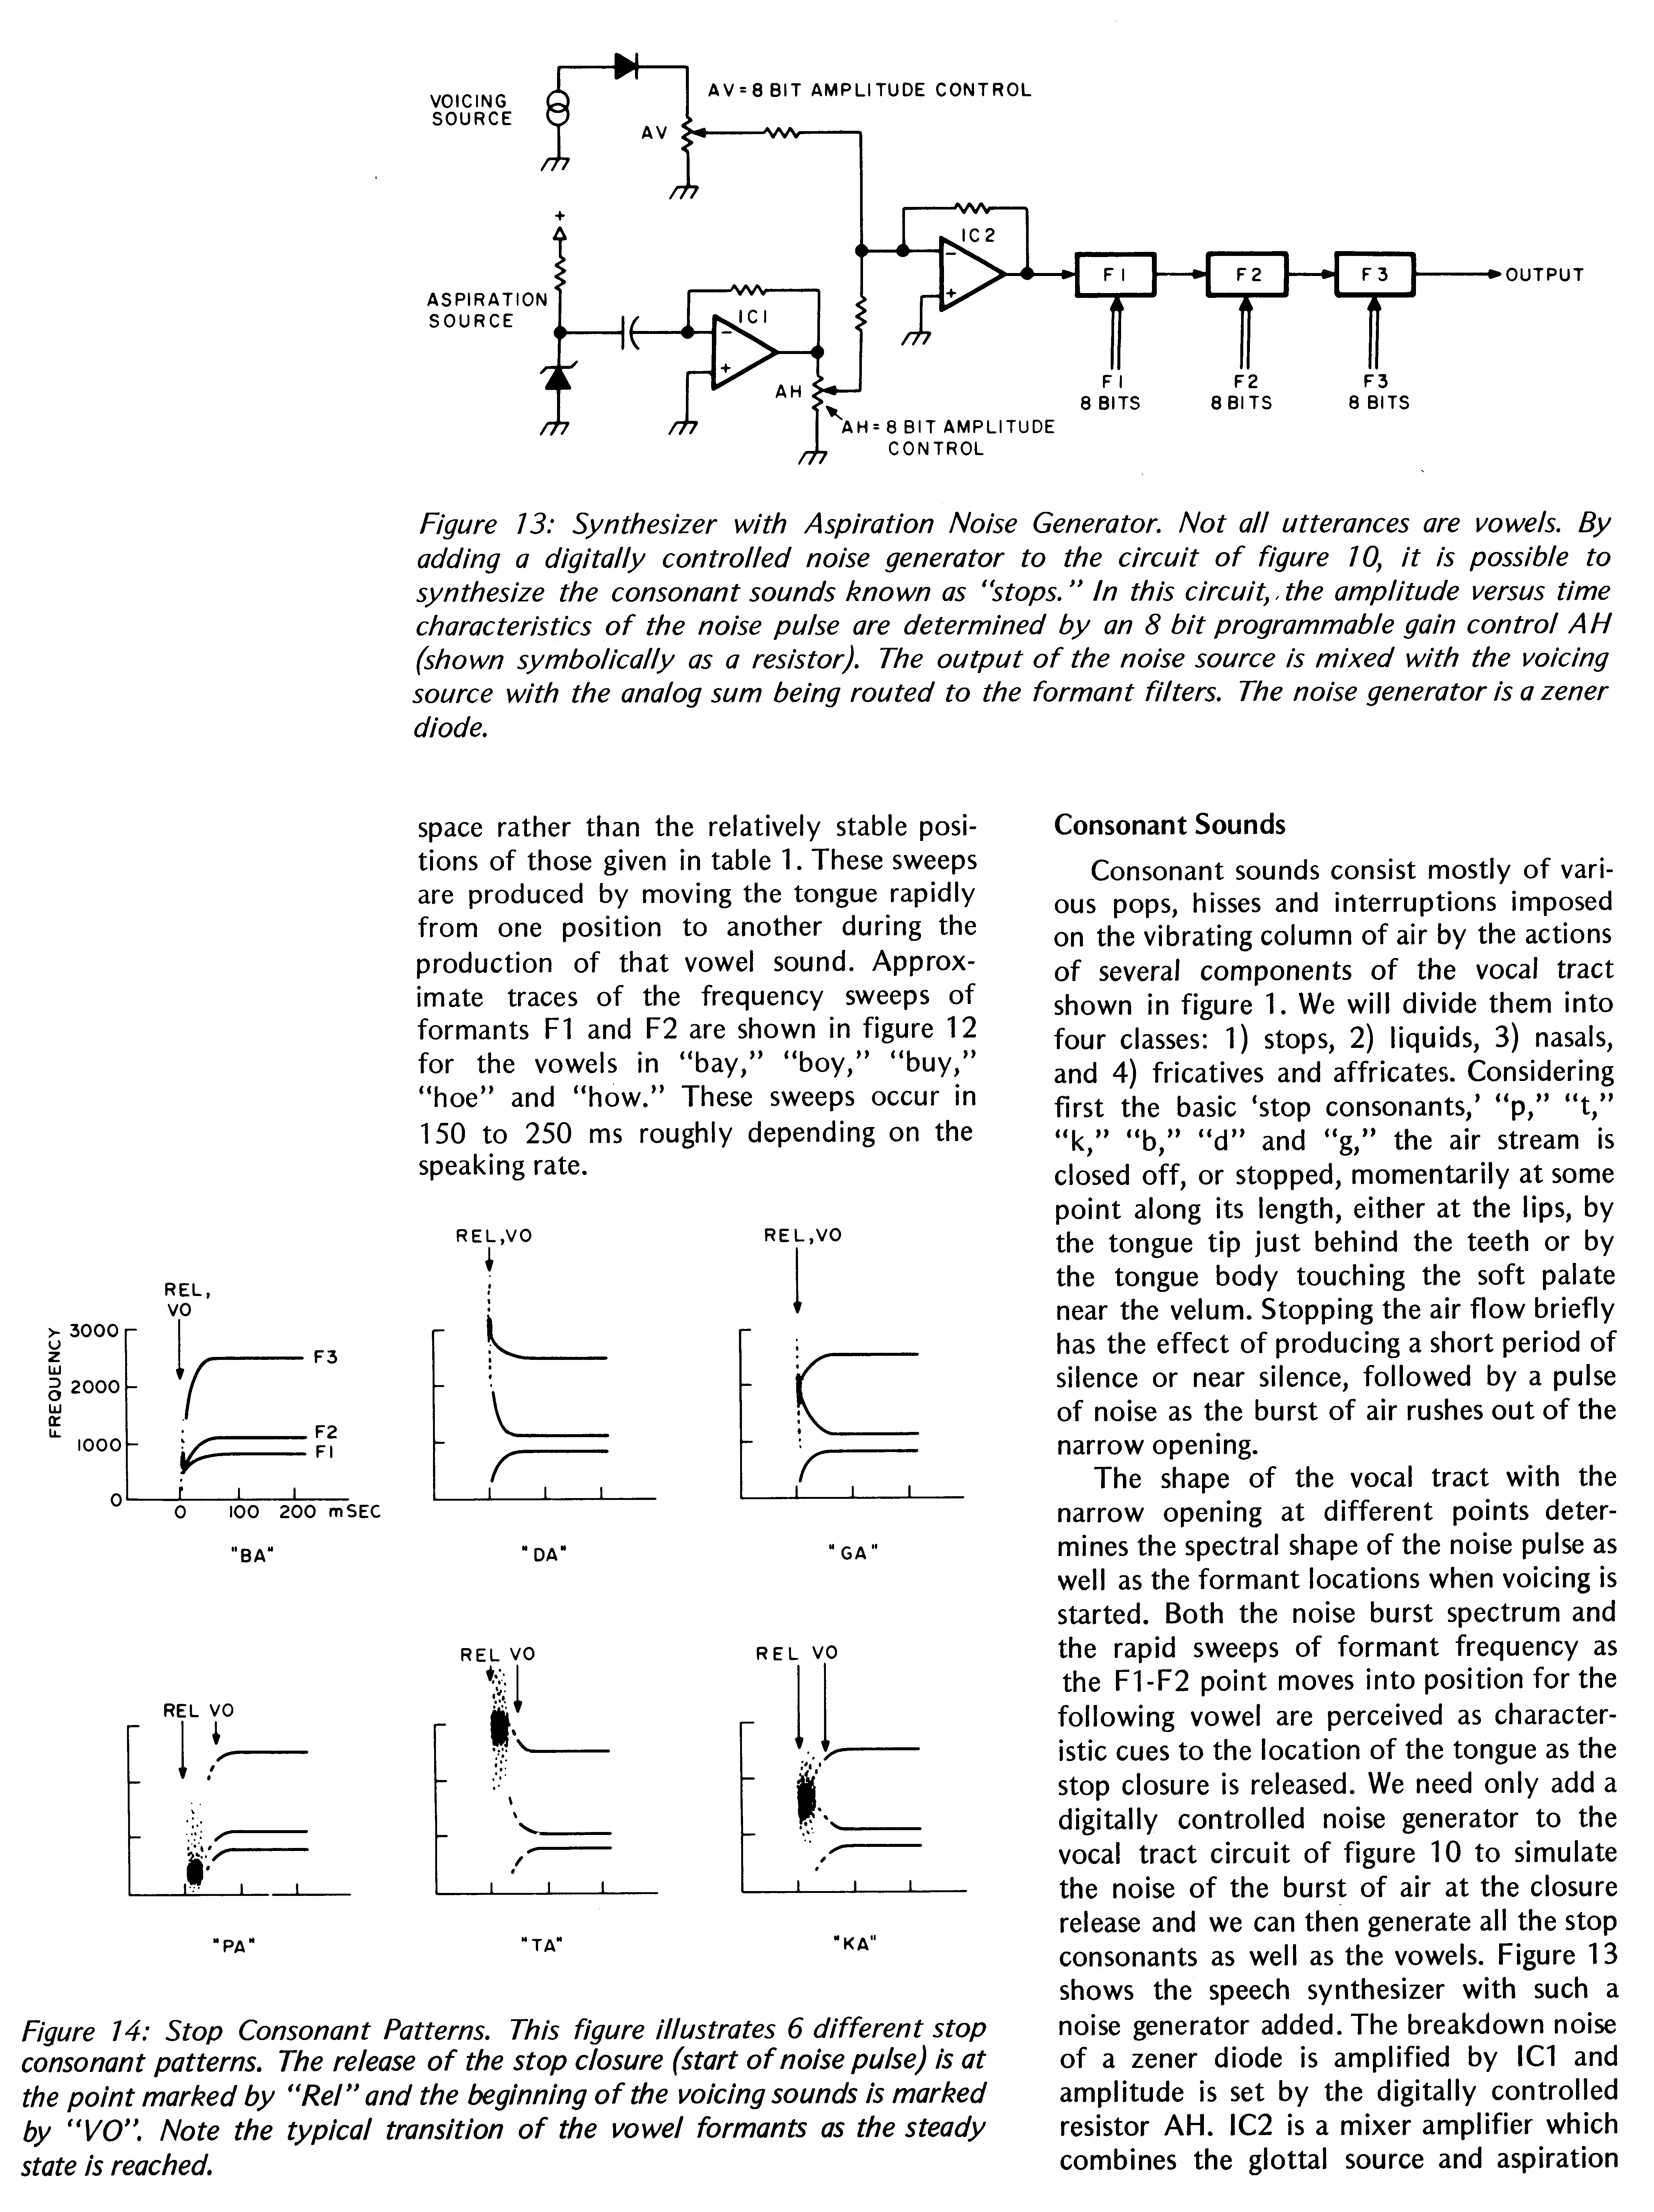 VOICING
SOURCE
AV=8 BIT AMPLITUDE CONTROL
AV
+
ASPIRATION
SOURCE
IC1
−
+
AH
AH=8 BIT AMPLITUDE
CONTROL
IC2
−
+
F1
F2
F3
OUTPUT
F1
8 BITS
F2
8 BITS
F3
8 BITS
Figure 13: Synthesizer with Aspiration Noise Generator. Not all utterances are vowels. By
adding a digitally controlled noise generator to the circuit of figure 10, it is possible to
synthesize the consonant sounds known as “stops.” In this circuit, the amplitude versus time
characteristics of the noise pulse are determined by an 8 bit programmable gain control AH
(shown symbolically as a resistor). The output of the noise source is mixed with the voicing
source with the analog sum being routed to the formant filters. The noise generator is a zener
diode.
space rather than the relatively stable posi-
tions of those given in table 1. These sweeps
are produced by moving the tongue rapidly
from one position to another during the
production of that vowel sound. Approx-
imate traces of the frequency sweeps of
formants F1 and F2 are shown in figure 12
for the vowels in “bay,” “boy,” “buy,”
“hoe” and “how.” These sweeps occur in
150 to 250 ms roughly depending on the
speaking rate.
REL,
VO
FREQUENCY
3000
2000
1000
0
F3
F2
F1
0 100 200 mSEC
"BA"
REL,VO
"DA"
REL,VO
"GA"
REL VO
"PA"
REL VO
"TA"
REL VO
"KA"
Figure 14: Stop Consonant Patterns. This figure illustrates 6 different stop
consonant patterns. The release of the stop closure (start of noise pulse) is at
the point marked by “Rel” and the beginning of the voicing sounds is marked
by “VO”. Note the typical transition of the vowel formants as the steady
state is reached.
Consonant Sounds
Consonant sounds consist mostly of vari-
ous pops, hisses and interruptions imposed
on the vibrating column of air by the actions
of several components of the vocal tract
shown in figure 1. We will divide them into
four classes: 1) stops, 2) liquids, 3) nasals,
and 4) fricatives and affricates. Considering
first the basic ‘stop consonants,’ “p,” “t,”
“k,” “b,” “d” and “g,” the air stream is
closed off, or stopped, momentarily at some
point along its length, either at the lips, by
the tongue tip just behind the teeth or by
the tongue body touching the soft palate
near the velum. Stopping the air flow briefly
has the effect of producing a short period of
silence or near silence, followed by a pulse
of noise as the burst of air rushes out of the
narrow opening.
The shape of the vocal tract with the
narrow opening at different points deter-
mines the spectral shape of the noise pulse as
well as the formant locations when voicing is
started. Both the noise burst spectrum and
the rapid sweeps of formant frequency as
the F1-F2 point moves into position for the
following vowel are perceived as character-
istic cues to the location of the tongue as the
stop closure is released. We need only add a
digitally controlled noise generator to the
vocal tract circuit of figure 10 to simulate
the noise of the burst of air at the closure
release and we can then generate all the stop
consonants as well as the vowels. Figure 13
shows the speech synthesizer with such a
noise generator added. The breakdown noise
of a zener diode is amplified by IC1 and
amplitude is set by the digitally controlled
resistor AH. IC2 is a mixer amplifier which
combines the glottal source and aspiration